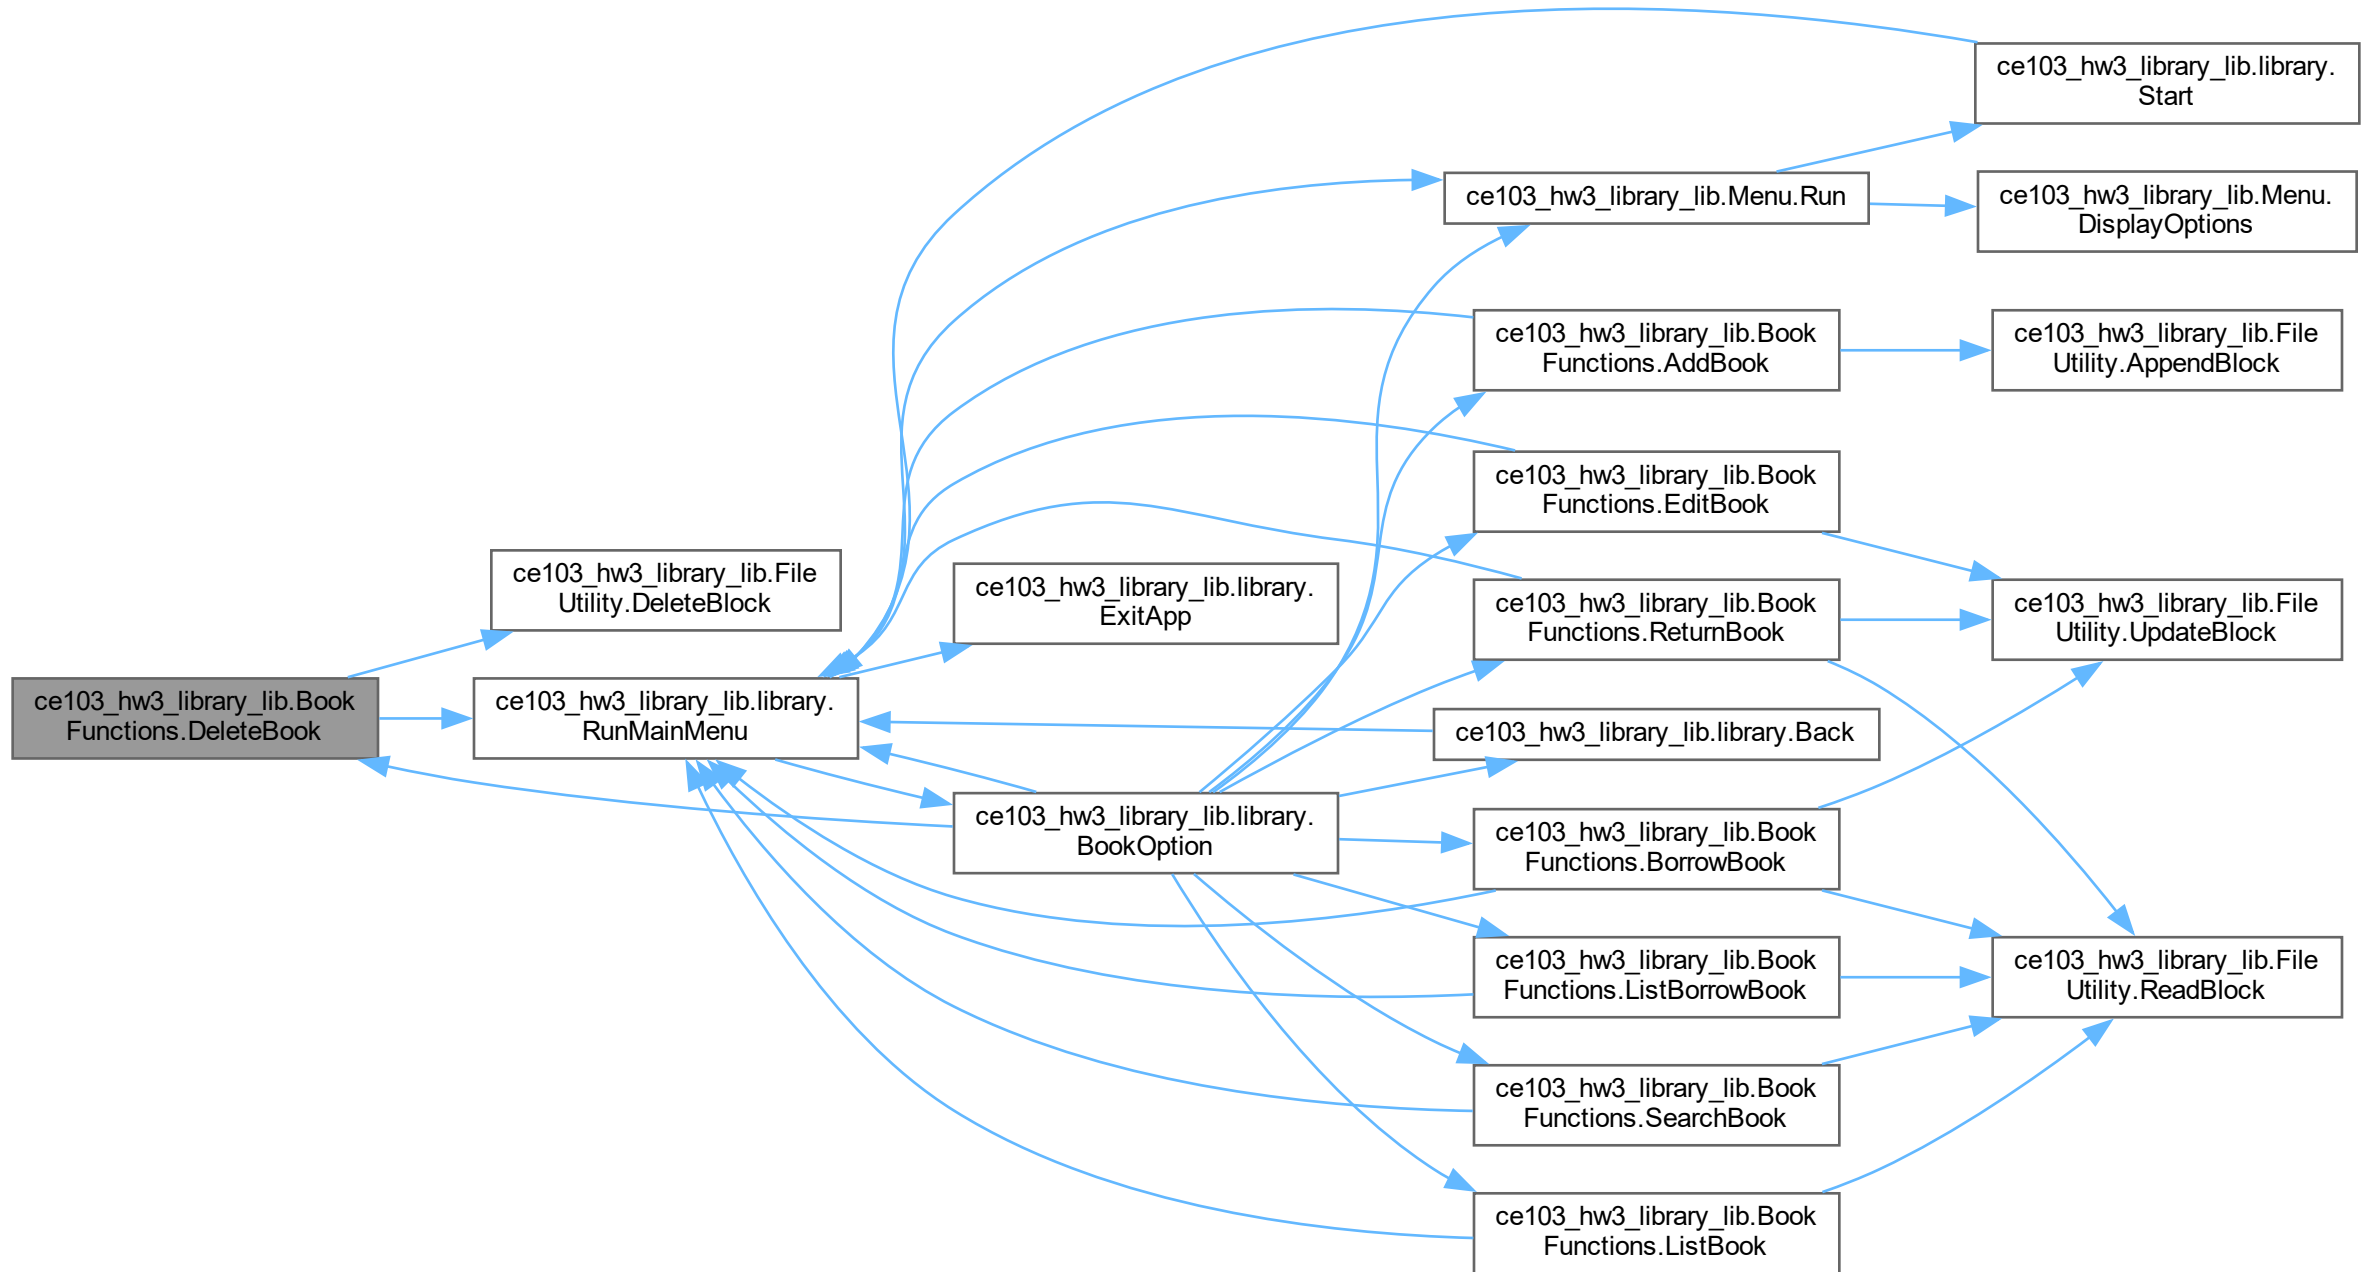 ce103_hw3_library_lib.library.
Start
ce103_hw3_library_lib.Menu.Run
ce103_hw3_library_lib.Menu.
DisplayOptions
ce103_hw3_library_lib.Book
Functions.AddBook
ce103_hw3_library_lib.File
Utility.AppendBlock
ce103_hw3_library_lib.Book
Functions.EditBook
ce103_hw3_library_lib.File
Utility.DeleteBlock
ce103_hw3_library_lib.library.
ExitApp
ce103_hw3_library_lib.Book
Functions.ReturnBook
ce103_hw3_library_lib.File
Utility.UpdateBlock
ce103_hw3_library_lib.Book
Functions.DeleteBook
ce103_hw3_library_lib.library.
RunMainMenu
ce103_hw3_library_lib.library.Back
ce103_hw3_library_lib.library.
BookOption
ce103_hw3_library_lib.Book
Functions.BorrowBook
ce103_hw3_library_lib.Book
Functions.ListBorrowBook
ce103_hw3_library_lib.File
Utility.ReadBlock
ce103_hw3_library_lib.Book
Functions.SearchBook
ce103_hw3_library_lib.Book
Functions.ListBook